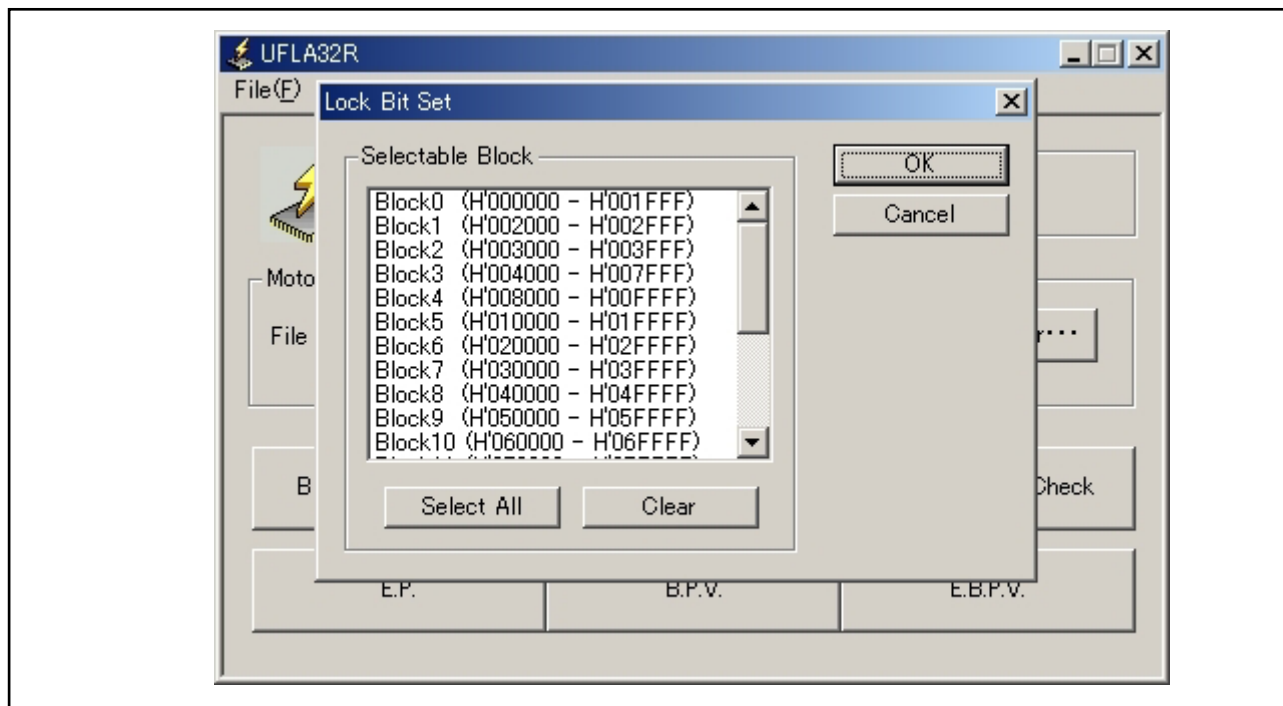 UFLA32R
File(F)
Lock Bit Set
Selectable Block
OK
Cancel
Block0 (H'000000 - H'001FFF)
Block1 (H'002000 - H'002FFF)
Block2 (H'003000 - H'003FFF)
Block3 (H'004000 - H'007FFF)
Block4 (H'008000 - H'00FFFF)
Block5 (H'010000 - H'01FFFF)
Block6 (H'020000 - H'02FFFF)
Block7 (H'030000 - H'03FFFF)
Block8 (H'040000 - H'04FFFF)
Block9 (H'050000 - H'05FFFF)
Block10 (H'060000 - H'06FFFF)
Select All
Clear
Moto
File
r...
B
Check
E.P.
B.P.V.
E.B.P.V.